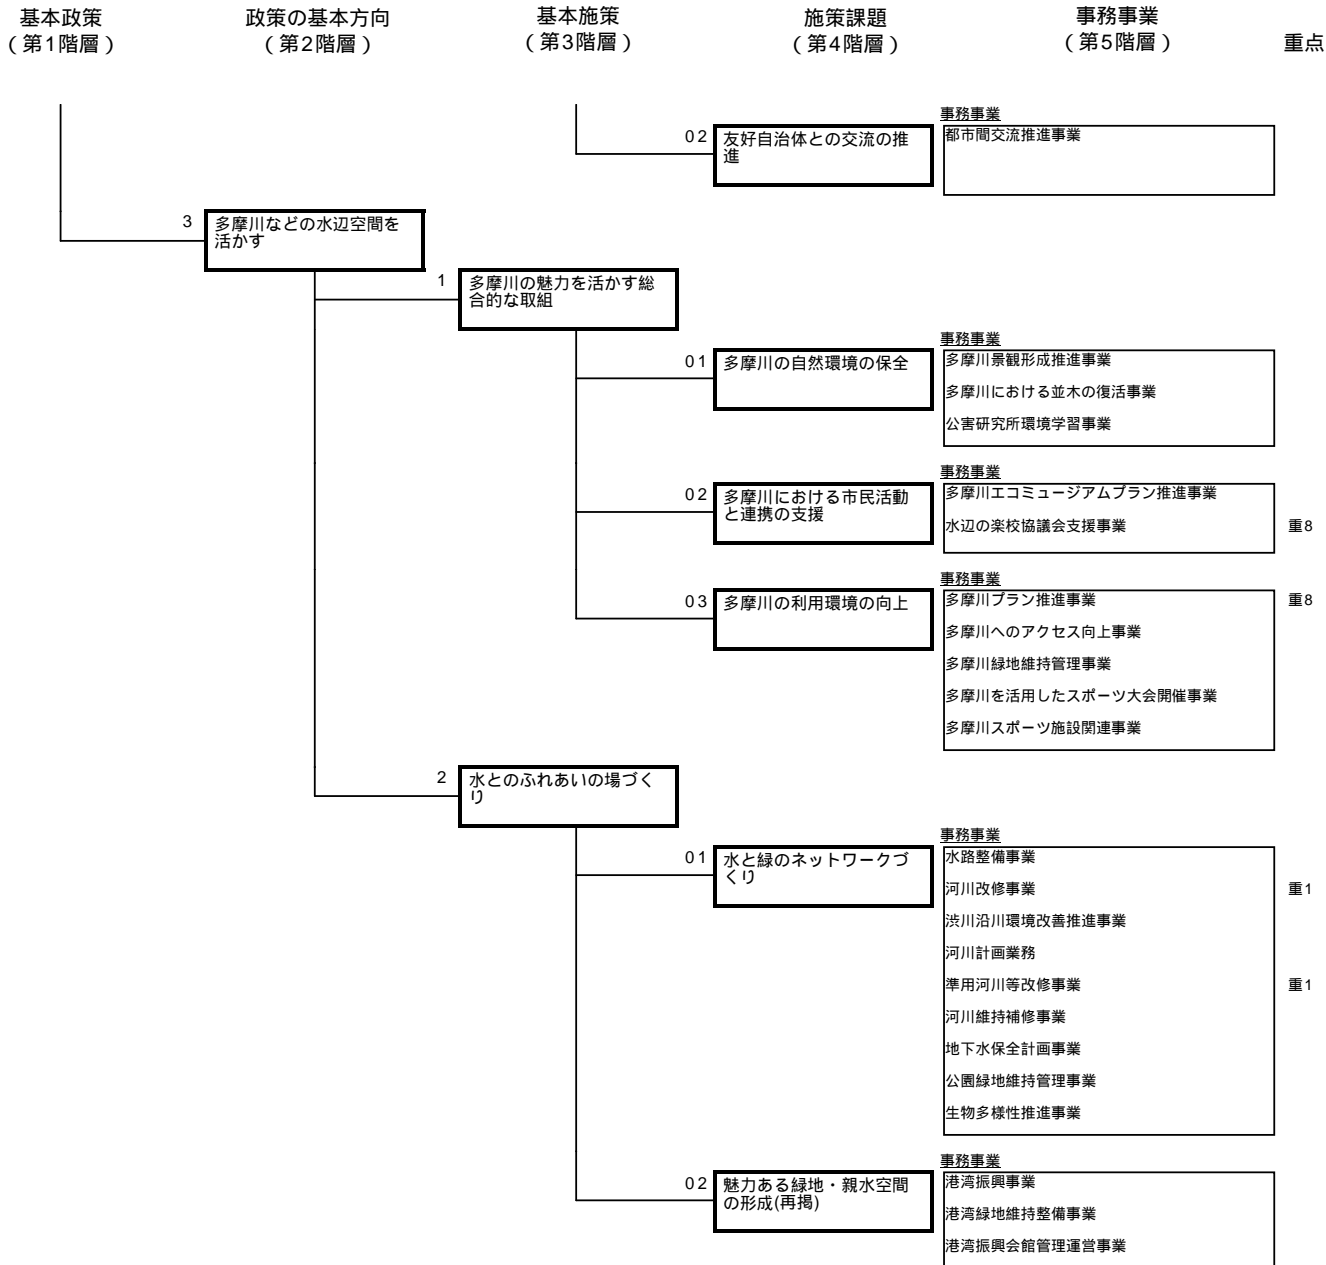 基本政策
(第1階層)
政策の基本方向
(第2階層)
基本施策
(第3階層)
施策課題
(第4階層)
事務事業
(第5階層)
重点
02
友好自治体との交流の推
進
事務事業
都市間交流推進事業
3
多摩川などの水辺空間を
活かす
1
多摩川の魅力を活かす総
合的な取組
01
多摩川の自然環境の保全
事務事業
多摩川景観形成推進事業
多摩川における並木の復活事業
公害研究所環境学習事業
02
多摩川における市民活動
と連携の支援
事務事業
多摩川エコミュージアムプラン推進事業
水辺の楽校協議会支援事業
重8
03
多摩川の利用環境の向上
事務事業
多摩川プラン推進事業
重8
多摩川へのアクセス向上事業
多摩川緑地維持管理事業
多摩川を活用したスポーツ大会開催事業
多摩川スポーツ施設関連事業
2
水とのふれあいの場づく
り
01
水と緑のネットワークづ
くり
事務事業
水路整備事業
河川改修事業
重1
渋川沿川環境改善推進事業
河川計画業務
準用河川等改修事業
重1
河川維持補修事業
地下水保全計画事業
公園緑地維持管理事業
生物多様性推進事業
02
魅力ある緑地・親水空間
の形成(再掲)
事務事業
港湾振興事業
港湾緑地維持整備事業
港湾振興会館管理運営事業